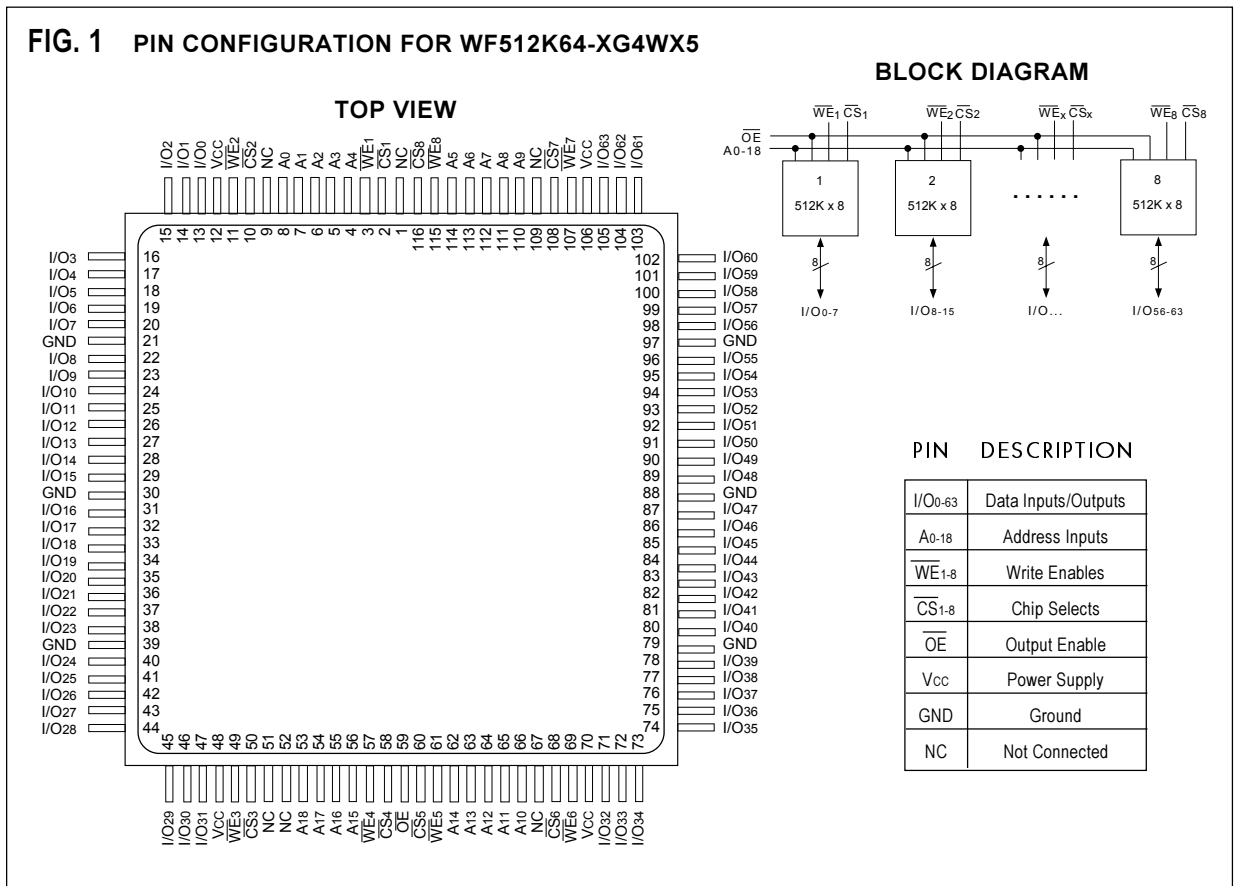 FIG. 1 PIN CONFIGURATION FOR WF512K64-XG4WX5
TOP VIEW
I/O2 I/O1 I/O0 VCC WE2 CS2 NC A0 A1 A2 A3 A4 WE1 CS1 NC CS8 WE8 A5 A6 A7 A8 A9 NC CS7 WE7 VCC I/O63 I/O62 I/O61
15 14 13 12 11 10 9 8 7 6 5 4 3 2 1 116 115 114 113 112 111 110 109 108 107 106 105 104 103
I/O3 16
I/O4 17
I/O5 18
I/O6 19
I/O7 20
GND 21
I/O8 22
I/O9 23
I/O10 24
I/O11 25
I/O12 26
I/O13 27
I/O14 28
I/O15 29
GND 30
I/O16 31
I/O17 32
I/O18 33
I/O19 34
I/O20 35
I/O21 36
I/O22 37
I/O23 38
GND 39
I/O24 40
I/O25 41
I/O26 42
I/O27 43
I/O28 44
102 I/O60
101 I/O59
100 I/O58
99 I/O57
98 I/O56
97 GND
96 I/O55
95 I/O54
94 I/O53
93 I/O52
92 I/O51
91 I/O50
90 I/O49
89 I/O48
88 GND
87 I/O47
86 I/O46
85 I/O45
84 I/O44
83 I/O43
82 I/O42
81 I/O41
80 I/O40
79 GND
78 I/O39
77 I/O38
76 I/O37
75 I/O36
74 I/O35
45 46 47 48 49 50 51 52 53 54 55 56 57 58 59 60 61 62 63 64 65 66 67 68 69 70 71 72 73
I/O29 I/O30 I/O31 VCC WE3 CS3 NC NC A18 A17 A16 A15 WE4 CS4 OE CS5 WE5 A14 A13 A12 A11 A10 NC CS6 WE6 VCC I/O32 I/O33 I/O34
BLOCK DIAGRAM
WE1 CS1 WE2 CS2 WEx CSx WE8 CS8
OE
A0-18
1 2 8
512K x 8 512K x 8 ...... 512K x 8
8 8 8 8
I/O0-7 I/O8-15 I/O... I/O56-63
PIN DESCRIPTION
I/O0-63 Data Inputs/Outputs
A0-18 Address Inputs
WE1-8 Write Enables
CS1-8 Chip Selects
OE Output Enable
VCC Power Supply
GND Ground
NC Not Connected